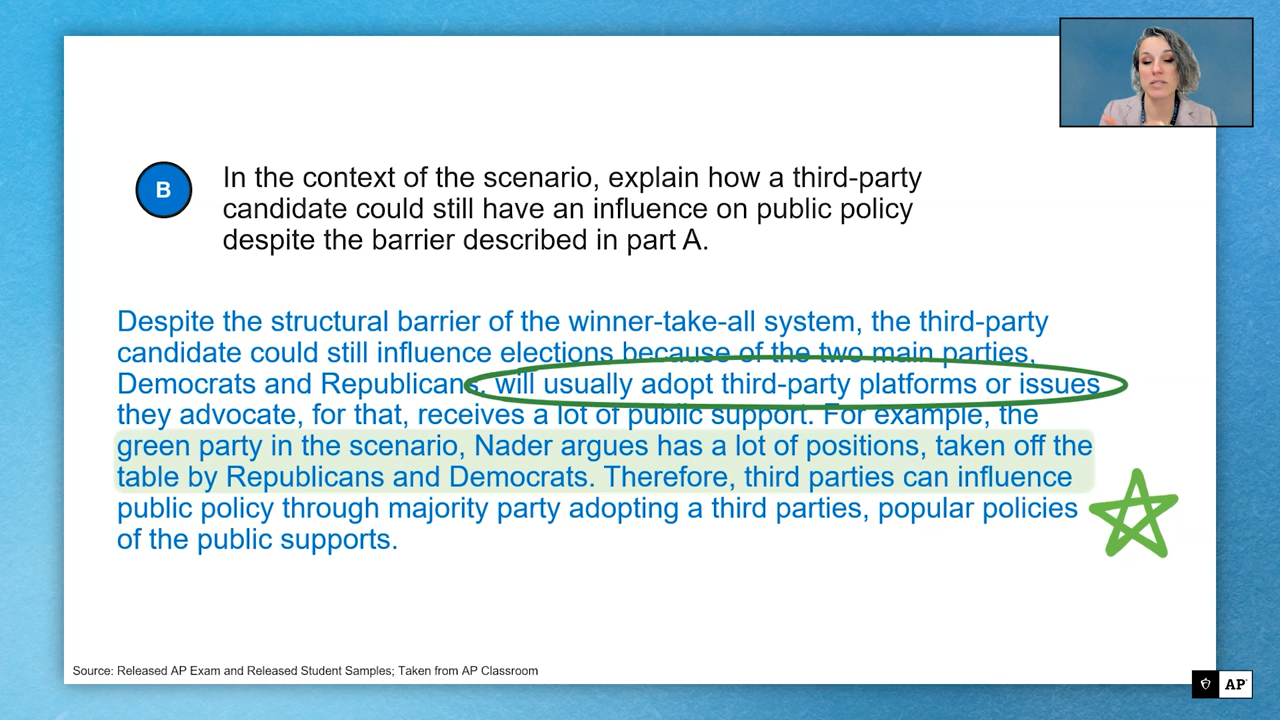 B
In the context of the scenario, explain how a third-party
candidate could still have an influence on public policy
despite the barrier described in part A.
Despite the structural barrier of the winner-take-all system, the third-party
candidate could still influence elections because of the two main parties,
Democrats and Republicans, will usually adopt third-party platforms or issues
they advocate, for that, receives a lot of public support. For example, the
green party in the scenario, Nader argues has a lot of positions, taken off the
table by Republicans and Democrats. Therefore, third parties can influence
public policy through majority party adopting a third parties, popular policies
of the public supports.
Source: Released AP Exam and Released Student Samples; Taken from AP Classroom
AP